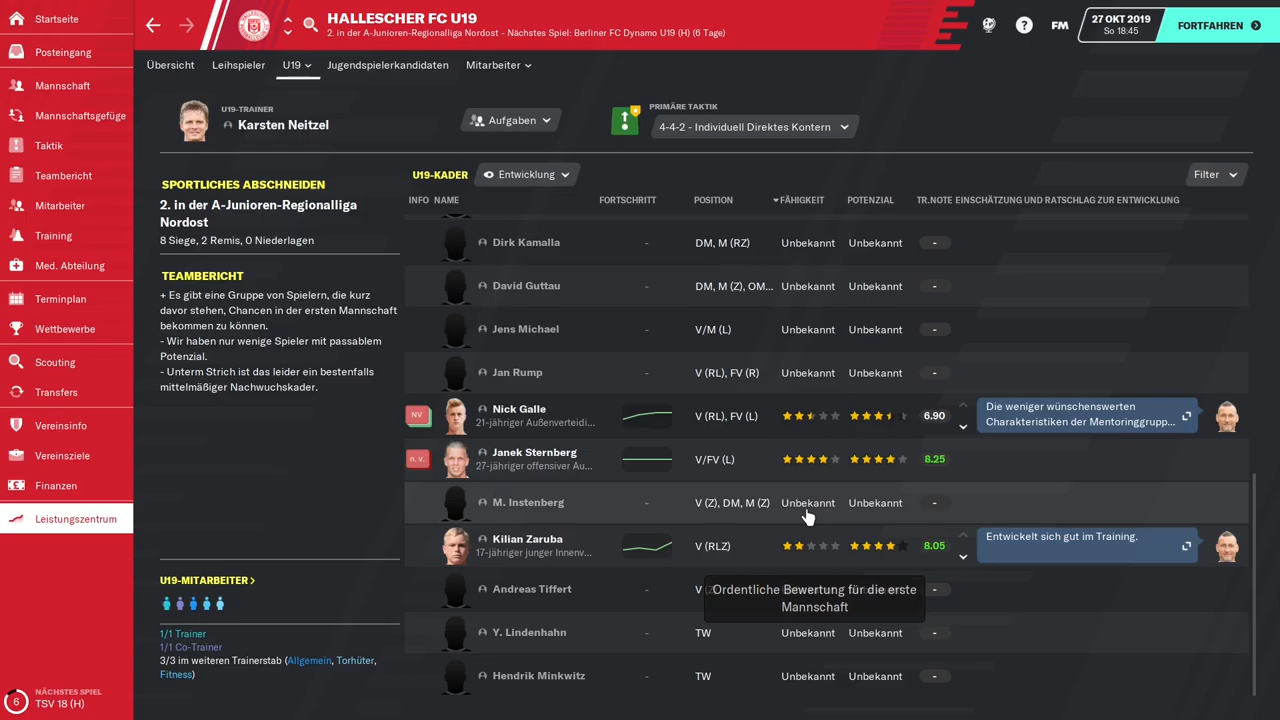 Startseite
Posteingang
Mannschaft
Mannschaftsgefüge
Taktik
Teambericht
Mitarbeiter
Training
Med. Abteilung
Terminplan
Wettbewerbe
Scouting
Transfers
Vereinsinfo
Vereinsziele
Finanzen
Leistungszentrum
6
NÄCHSTES SPIEL
TSV 18 (H)
HALLESCHER FC U19
2. in der A-Junioren-Regionalliga Nordost - Nächstes Spiel: Berliner FC Dynamo U19 (H) (6 Tage)
FM
27 OKT 2019
So 18:45
FORTFAHREN
Übersicht
Leihspieler
U19
Jugendspielerkandidaten
Mitarbeiter
U19-TRAINER
Karsten Neitzel
Aufgaben
PRIMÄRE TAKTIK
4-4-2 - Individuell Direktes Kontern
SPORTLICHES ABSCHNEIDEN
2. in der A-Junioren-Regionalliga
Nordost
8 Siege, 2 Remis, 0 Niederlagen
TEAMBERICHT
+ Es gibt eine Gruppe von Spielern, die kurz
davor stehen, Chancen in der ersten Mannschaft
bekommen zu können.
- Wir haben nur wenige Spieler mit passablem
Potenzial.
- Unterm Strich ist das leider ein bestenfalls
mittelmäßiger Nachwuchskader.
U19-MITARBEITER >
1/1 Trainer
1/1 Co-Trainer
3/3 im weiteren Trainerstab (Allgemein, Torhüter,
Fitness)
U19-KADER
Entwicklung
Filter
INFO NAME FORTSCHRITT POSITION FÄHIGKEIT POTENZIAL TR.NOTE EINSCHÄTZUNG UND RATSCHLAG ZUR ENTWICKLUNG
Dirk Kamalla - DM, M (RZ) Unbekannt Unbekannt -
David Guttau - DM, M (Z), OM... Unbekannt Unbekannt -
Jens Michael - V/M (L) Unbekannt Unbekannt -
Jan Rump - V (RL), FV (R) Unbekannt Unbekannt -
NV Nick Galle V (RL), FV (L) 6.90
21-jähriger Außenverteidi...
Die weniger wünschenswerten
Charakteristiken der Mentoringgrupp...
n. v. Janek Sternberg V/FV (L) 8.25
27-jähriger offensiver Au...
M. Instenberg - V (Z), DM, M (Z) Unbekannt Unbekannt -
Kilian Zaruba V (RLZ) 8.05
17-jähriger junger Innenv...
Entwickelt sich gut im Training.
Andreas Tiffert - V -
Ordentliche Bewertung für die erste
Mannschaft
Y. Lindenhahn - TW Unbekannt Unbekannt -
Hendrik Minkwitz - TW Unbekannt Unbekannt -